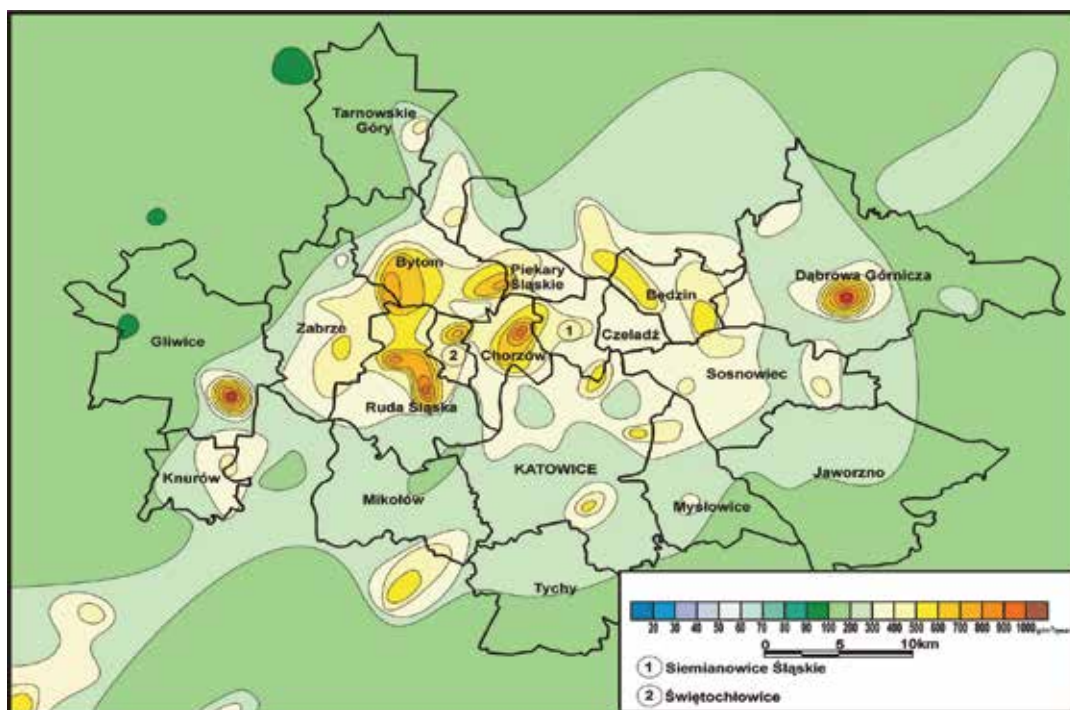 Tarnowskie
Góry
Bytom
Piekary
Śląskie
Dąbrowa Górnicza
Będzin
Zabrze
1
Gliwice
Czeladź
2
Chorzów
Sosnowiec
Ruda Śląska
KATOWICE
Jaworzno
Knurów
Mikołów
Mysłowice
Tychy
20 30 40 50 60 70 80 90 100 200 300 400 500 600 700 800 900 1000
0 5 10km
1 Siemianowice Śląskie
2 Świętochłowice